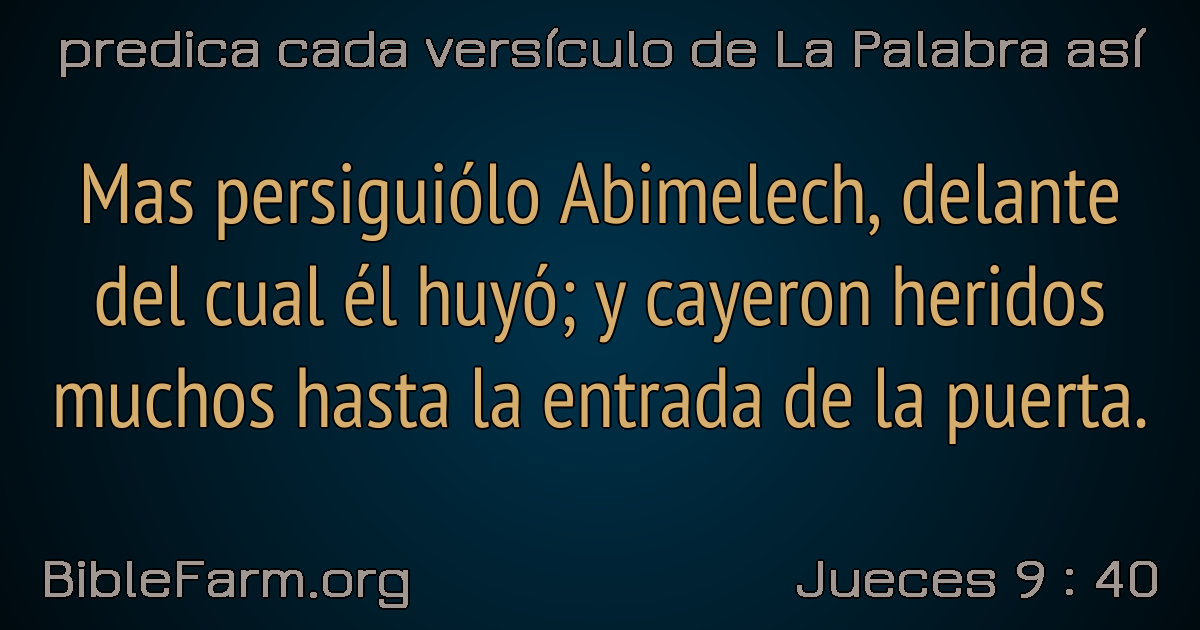 predica cada versículo de La Palabra así
Mas persiguiólo Abimelech, delante
del cual él huyó; y cayeron heridos
muchos hasta la entrada de la puerta.
BibleFarm.org
Jueces 9 : 40